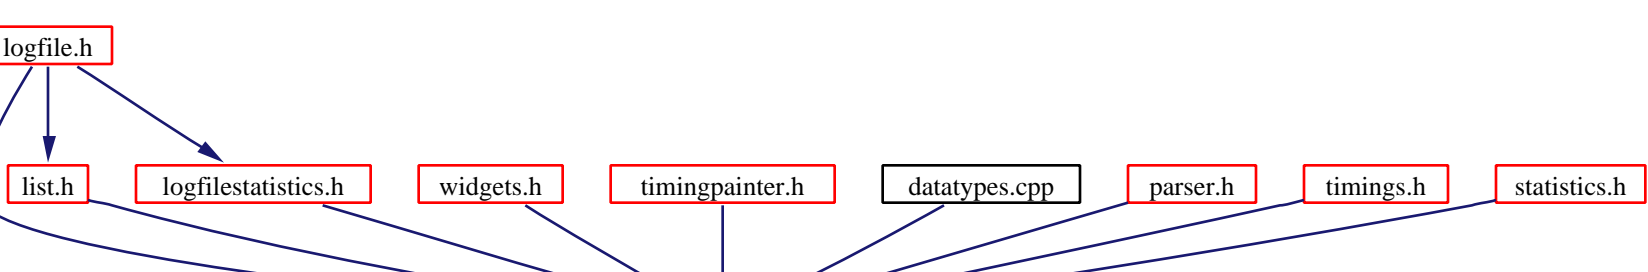 logfile.h
list.h
logfilestatistics.h
widgets.h
timingpainter.h
datatypes.cpp
parser.h
timings.h
statistics.h